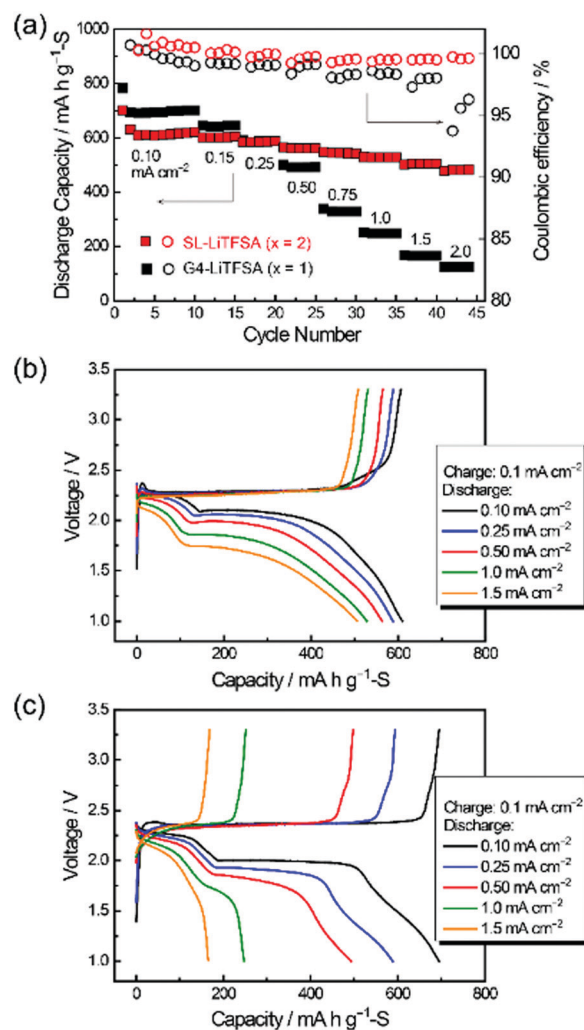 (a)
1000
800
600
400
200
0
Discharge Capacity / mA h g⁻¹-S
100
95
90
85
80
Coulombic efficiency / %
0.10
mA cm⁻²
0.15
0.25
0.50
0.75
1.0
1.5
2.0
SL-LiTFSA (x = 2)
G4-LiTFSA (x = 1)
0 5 10 15 20 25 30 35 40 45
Cycle Number
(b)
3.5
3.0
2.5
2.0
1.5
1.0
Voltage / V
0 200 400 600 800
Capacity / mA h g⁻¹-S
Charge: 0.1 mA cm⁻²
Discharge:
0.10 mA cm⁻²
0.25 mA cm⁻²
0.50 mA cm⁻²
1.0 mA cm⁻²
1.5 mA cm⁻²
(c)
3.5
3.0
2.5
2.0
1.5
1.0
Voltage / V
0 200 400 600 800
Capacity / mA h g⁻¹-S
Charge: 0.1 mA cm⁻²
Discharge:
0.10 mA cm⁻²
0.25 mA cm⁻²
0.50 mA cm⁻²
1.0 mA cm⁻²
1.5 mA cm⁻²